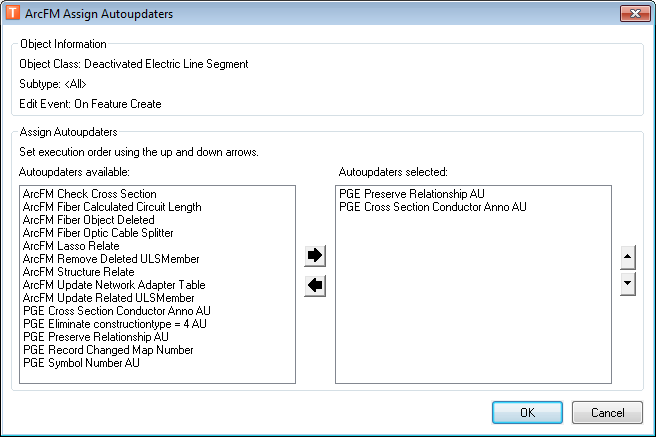 T ArcFM Assign Autoupdaters
Object Information
Object Class: Deactivated Electric Line Segment
Subtype: <All>
Edit Event: On Feature Create
Assign Autoupdaters
Set execution order using the up and down arrows.
Autoupdaters available:
ArcFM Check Cross Section
ArcFM Fiber Calculated Circuit Length
ArcFM Fiber Object Deleted
ArcFM Fiber Optic Cable Splitter
ArcFM Lasso Relate
ArcFM Remove Deleted ULSMember
ArcFM Structure Relate
ArcFM Update Network Adapter Table
ArcFM Update Related ULSMember
PGE Cross Section Conductor Anno AU
PGE Eliminate constructiontype = 4 AU
PGE Preserve Relationship AU
PGE Record Changed Map Number
PGE Symbol Number AU
Autoupdaters selected:
PGE Preserve Relationship AU
PGE Cross Section Conductor Anno AU
OK
Cancel